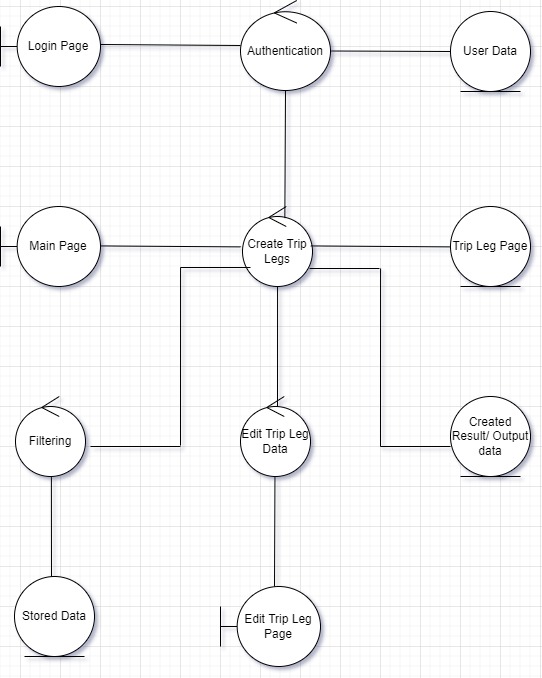 Login Page
Authentication
User Data
Main Page
Create Trip
Legs
Trip Leg Page
Filtering
Edit Trip Leg
Data
Created
Result/ Output
data
Stored Data
Edit Trip Leg
Page